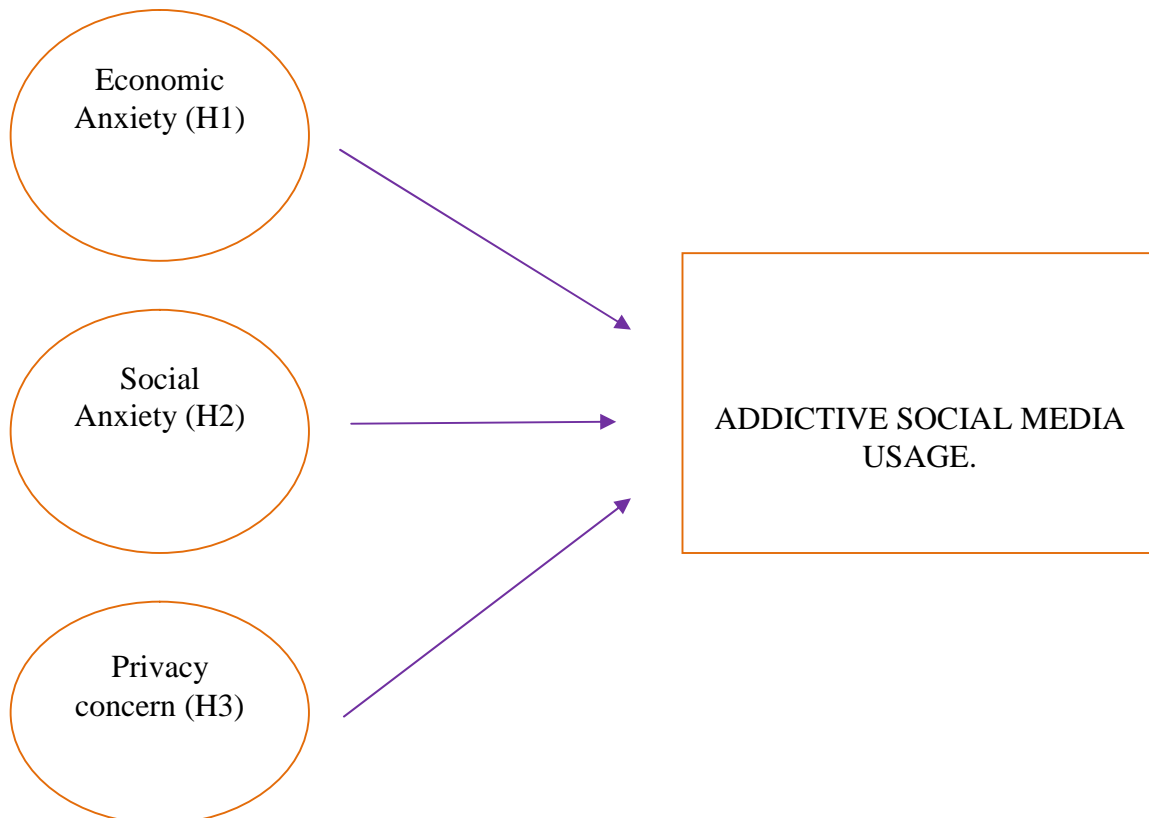 Economic
Anxiety (H1)
Social
Anxiety (H2)
ADDICTIVE SOCIAL MEDIA
USAGE.
Privacy
concern (H3)